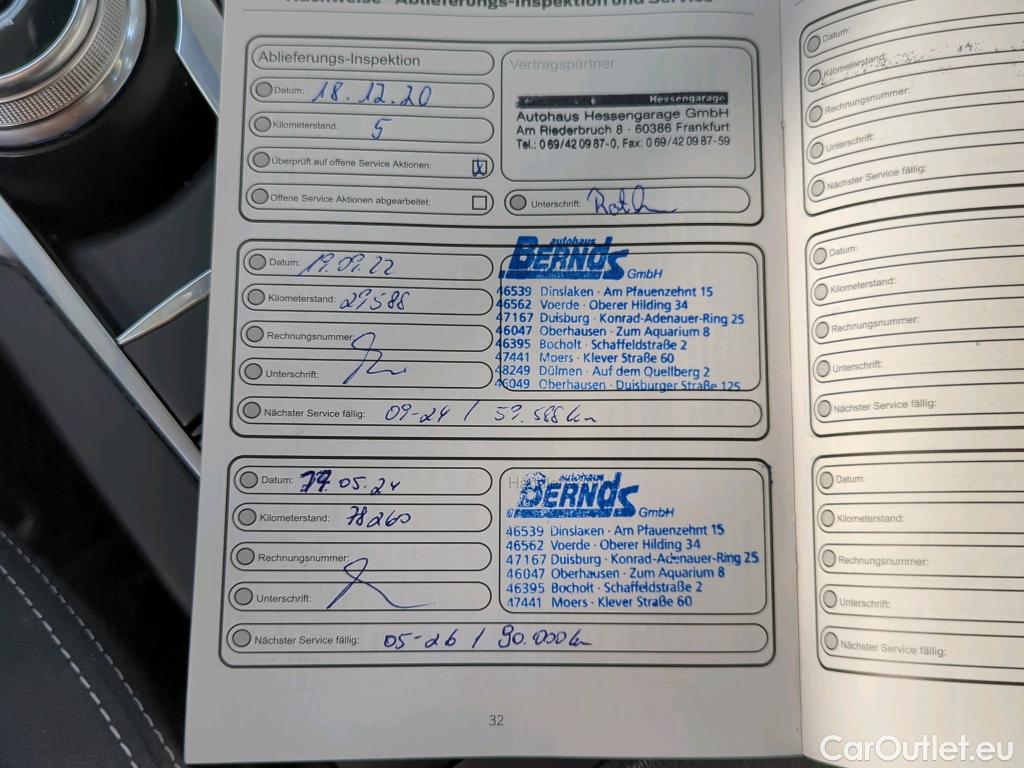 Nachweise · Ablieferungs-Inspektion und Service
Ablieferungs-Inspektion
Datum: 18.12.20
Kilometerstand: 5
Überprüft auf offene Service Aktionen: X
Offene Service Aktionen abgearbeitet:
Vertragspartner
Hessengarage
Autohaus Hessengarage GmbH
Am Riederbruch 8 · 60386 Frankfurt
Tel.: 0 69/42 09 87-0, Fax: 0 69/42 09 87-59
Unterschrift:
Datum: 19.09.22
Kilometerstand: 29588
Rechnungsnummer:
Unterschrift:
Nächster Service fällig: 09-24 / 59.588 km
autohaus
BERNDS
GmbH
46539 Dinslaken · Am Pfauenzehnt 15
46562 Voerde · Oberer Hilding 34
47167 Duisburg · Konrad-Adenauer-Ring 25
46047 Oberhausen · Zum Aquarium 8
46395 Bocholt · Schaffeldstraße 2
47441 Moers · Klever Straße 60
48249 Dülmen · Auf dem Quellberg 2
46049 Oberhausen · Duisburger Straße 125
Datum: .05.24
Kilometerstand: 78260
Rechnungsnummer:
Unterschrift:
Nächster Service fällig: 05-26 / 90.000 km
autohaus
BERNDS
GmbH
46539 Dinslaken · Am Pfauenzehnt 15
46562 Voerde · Oberer Hilding 34
47167 Duisburg · Konrad-Adenauer-Ring 25
46047 Oberhausen · Zum Aquarium 8
46395 Bocholt · Schaffeldstraße 2
47441 Moers · Klever Straße 60
32
Datum:
Kilometerstand:
Rechnungsnummer:
Unterschrift:
Nächster Service fällig:
Datum:
Kilometerstand:
Rechnungsnummer:
Unterschrift:
Nächster Service fällig:
Datum:
Kilometerstand:
Rechnungsnummer:
Unterschrift:
Nächster Service fällig:
CarOutlet.eu